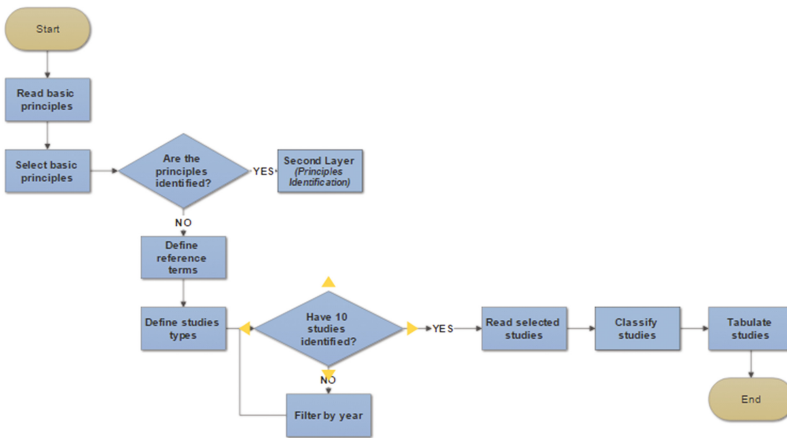 Start
Read basic
principles
Select basic
principles
Are the
principles
identified?
YES
Second Layer
(Principles
Identification)
NO
Define
reference
terms
Define studies
types
Have 10
studies
identified?
YES
Read selected
studies
Classify
studies
Tabulate
studies
NO
Filter by year
End